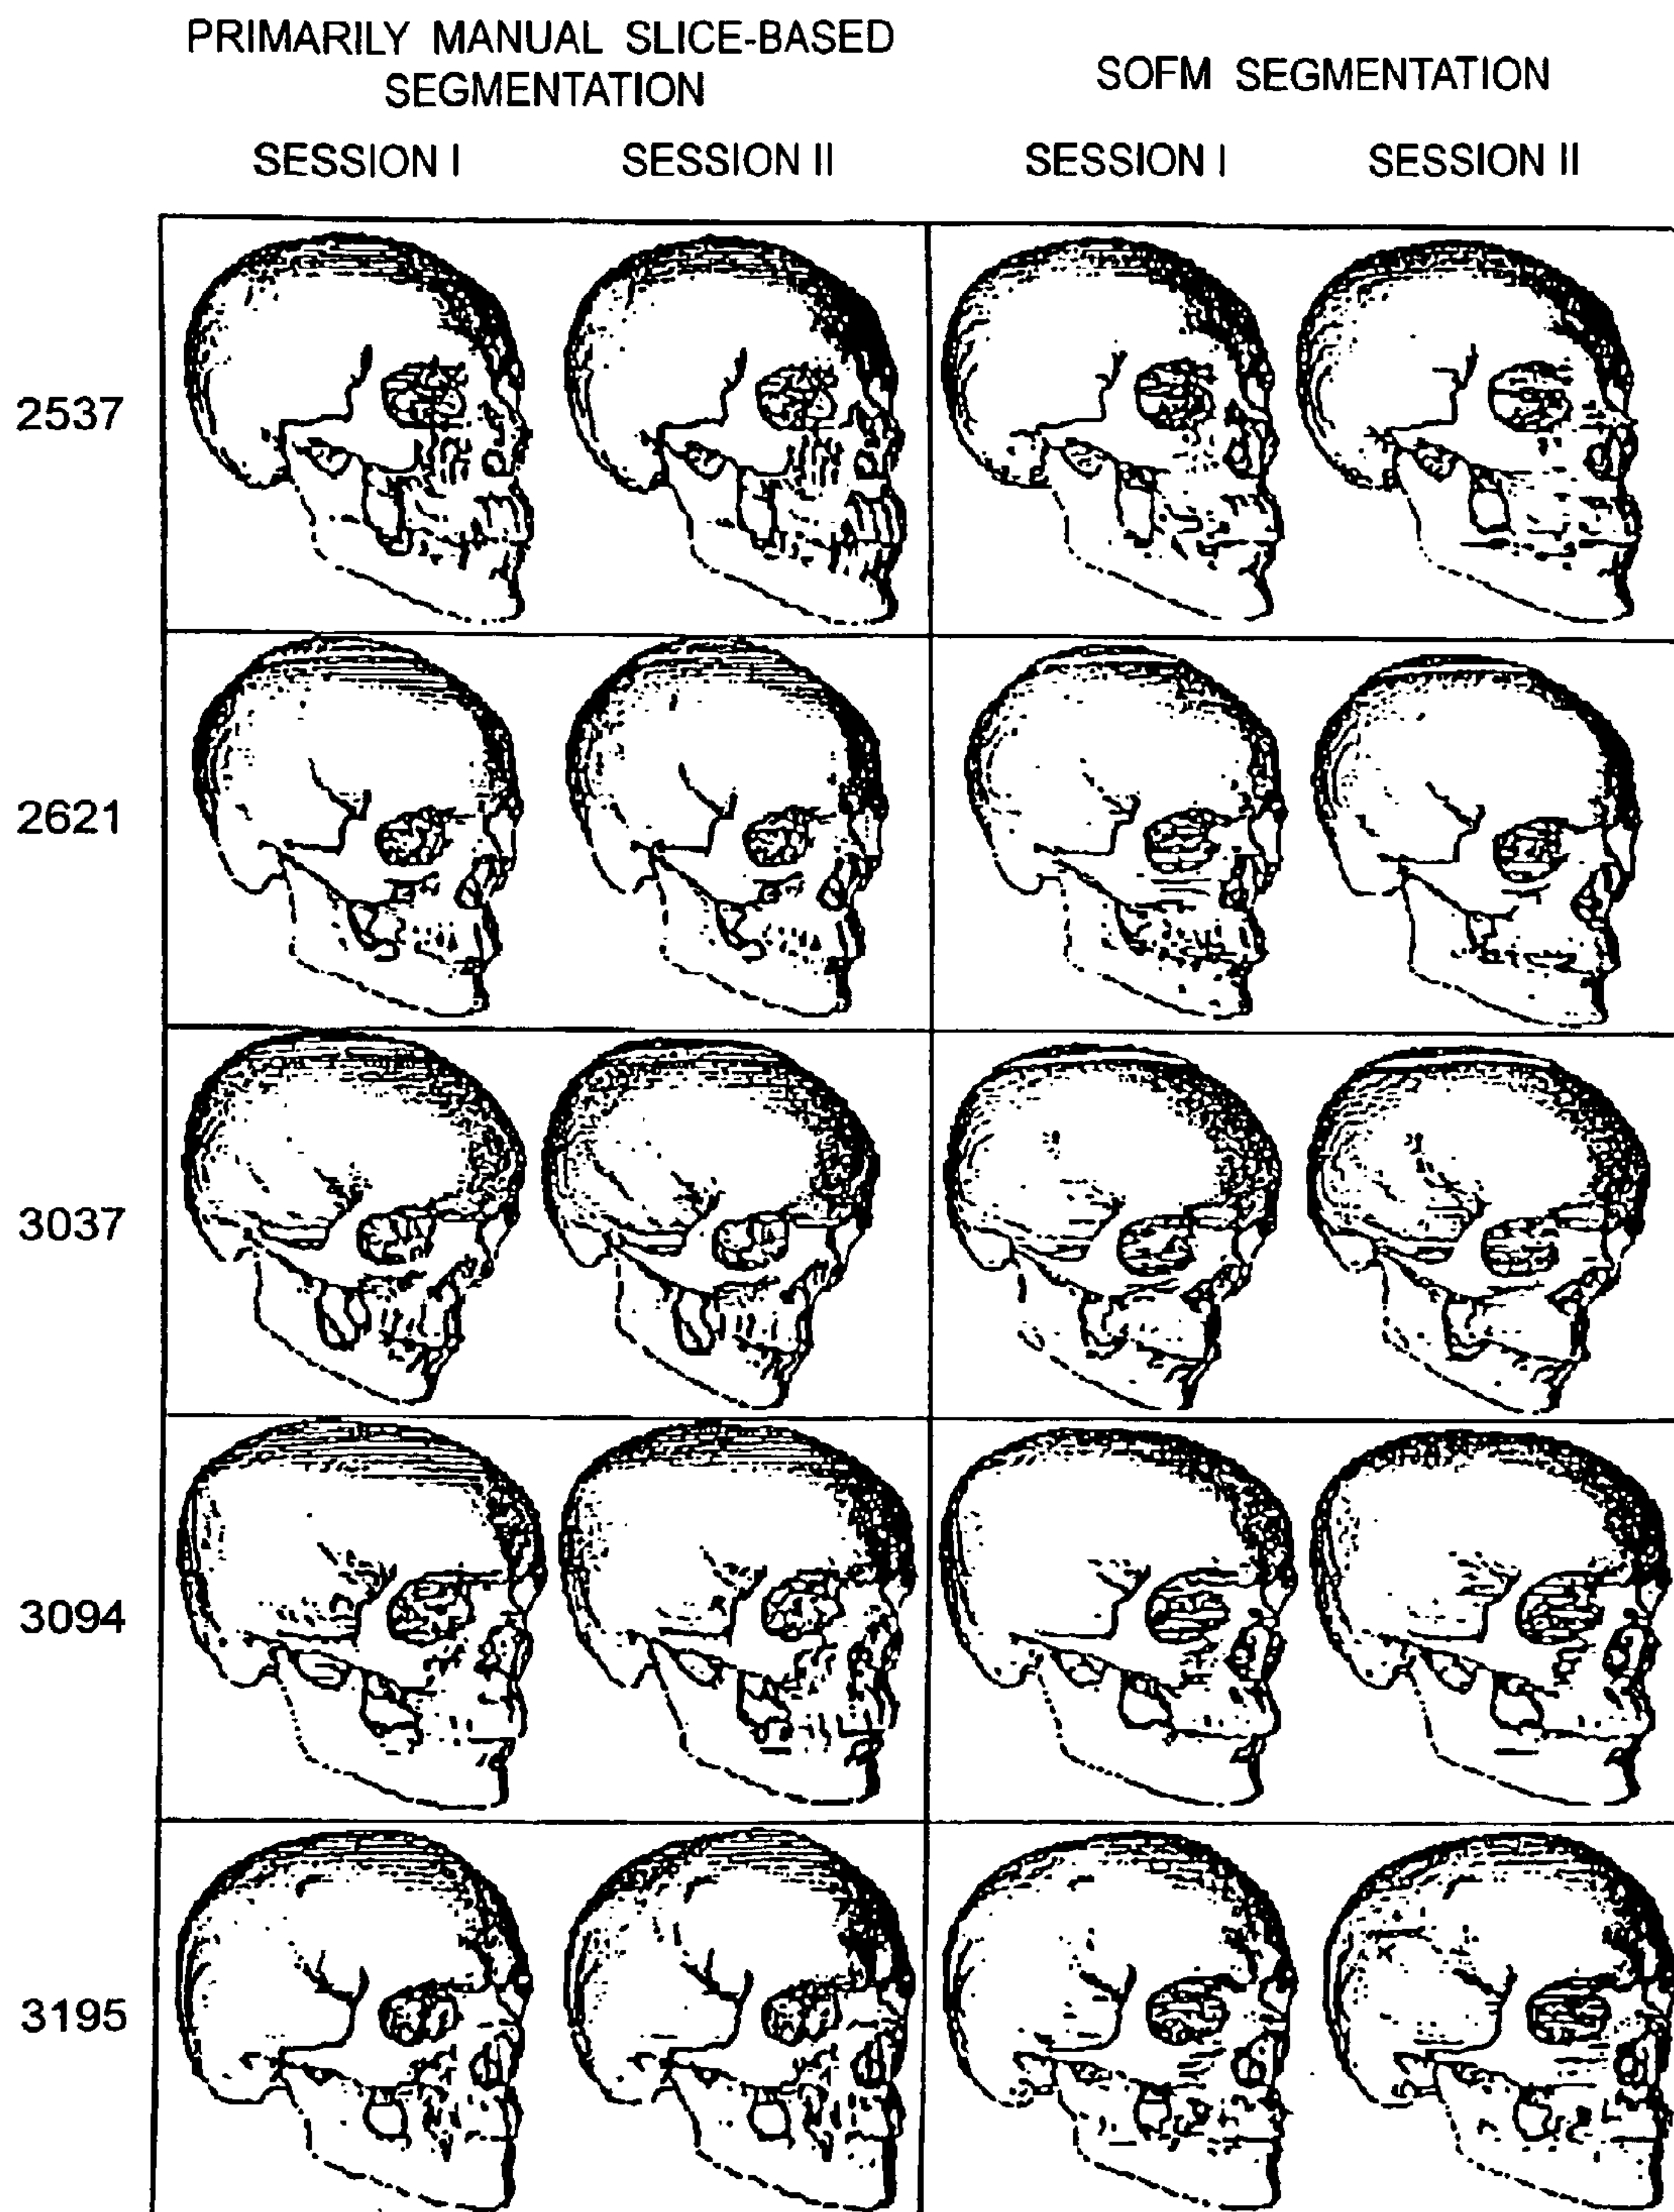 PRIMARILY MANUAL SLICE-BASED
SEGMENTATION
SOFM SEGMENTATION
SESSION I
SESSION II
SESSION I
SESSION II
2537
2621
3037
3094
3195